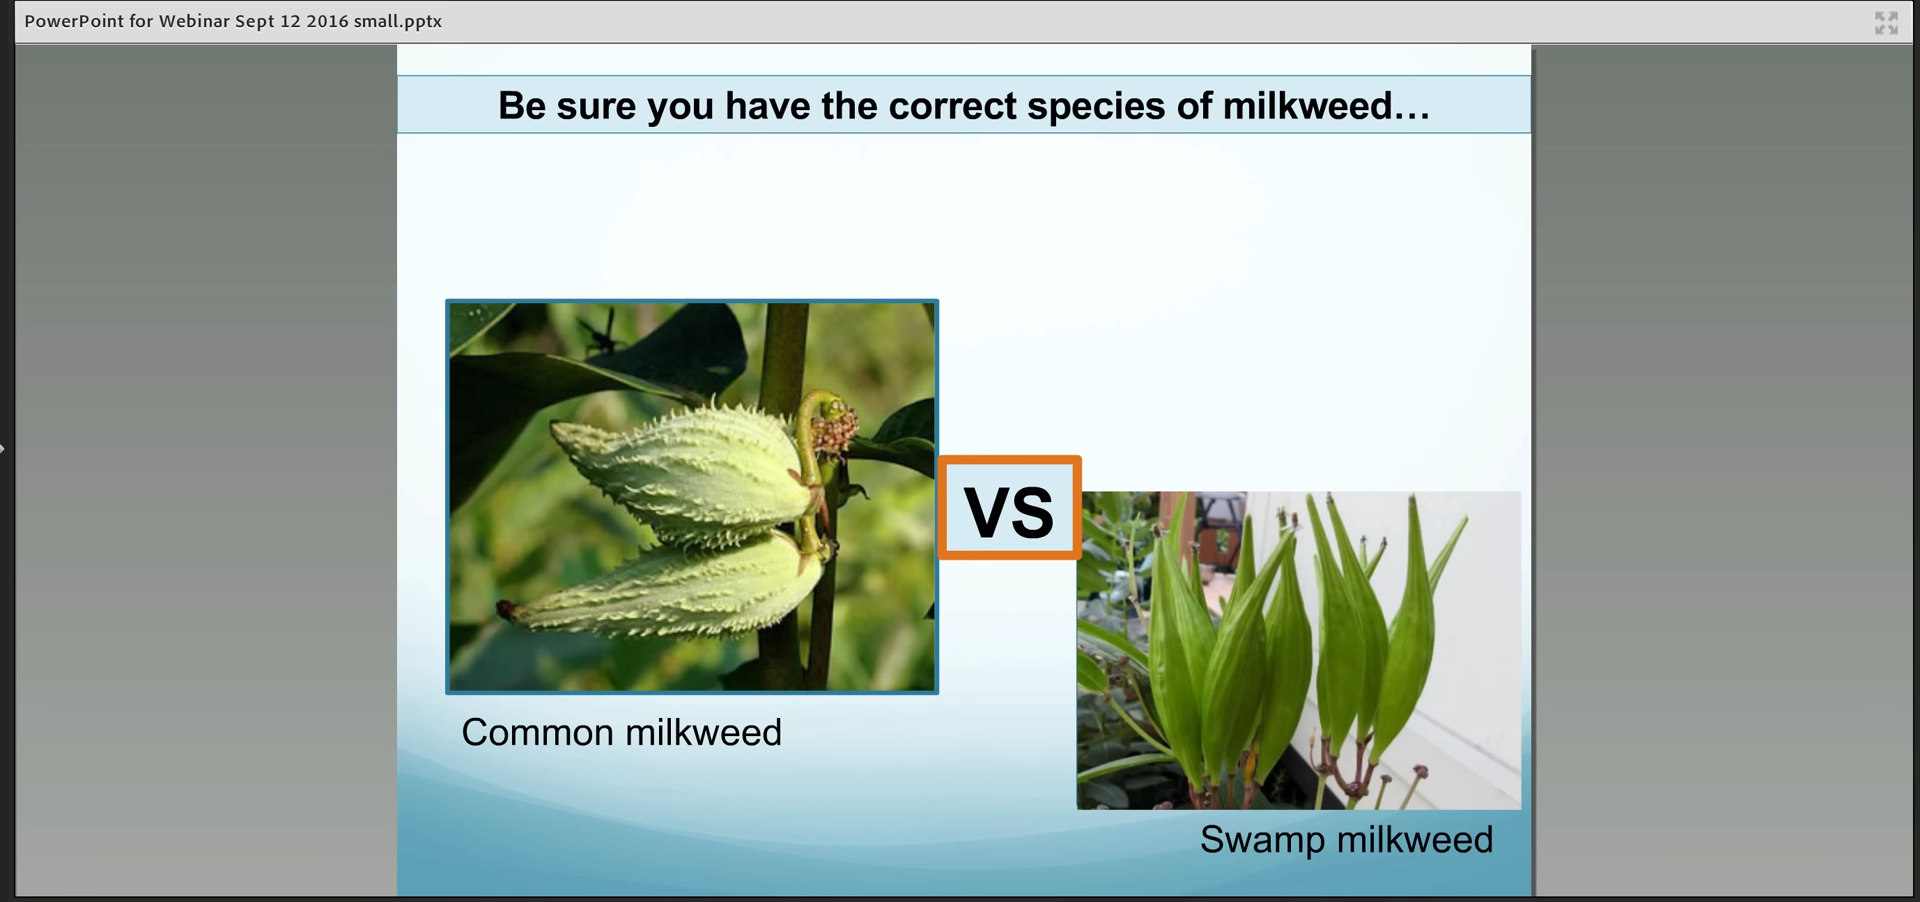 PowerPoint for Webinar Sept 12 2016 small.pptx
Be sure you have the correct species of milkweed…
VS
Common milkweed
Swamp milkweed